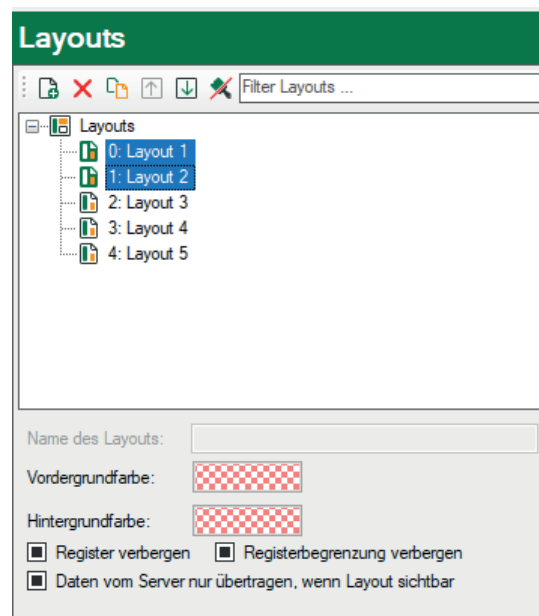 Layouts
Filter Layouts ...
Layouts
0: Layout 1
1: Layout 2
2: Layout 3
3: Layout 4
4: Layout 5
Name des Layouts:
Vordergrundfarbe:
Hintergrundfarbe:
Register verbergen Registerbegrenzung verbergen
Daten vom Server nur übertragen, wenn Layout sichtbar